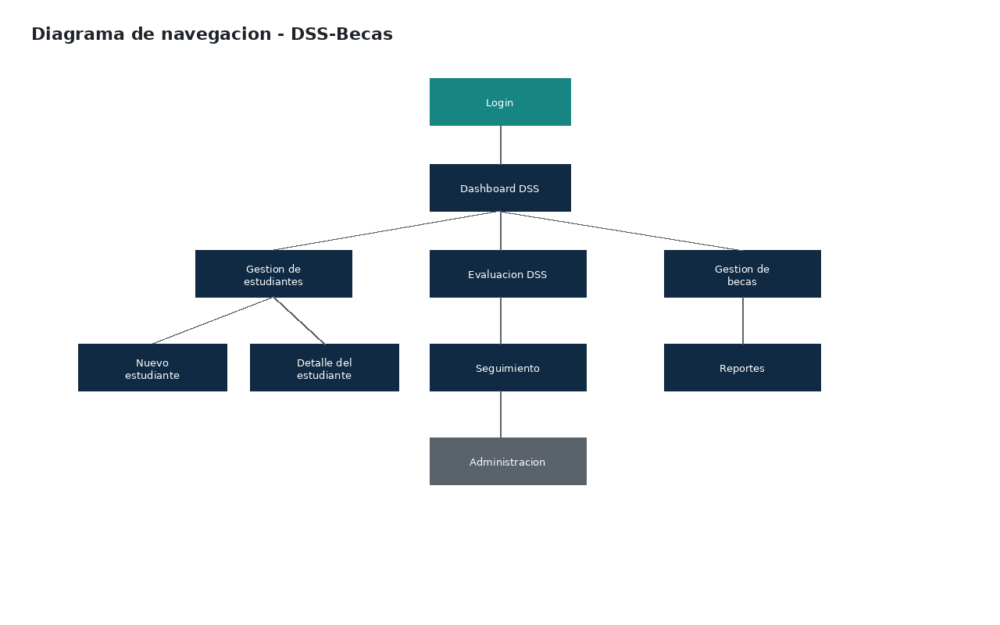 Diagrama de navegacion - DSS-Becas
Login
Dashboard DSS
Gestion de
estudiantes
Evaluacion DSS
Gestion de
becas
Nuevo
estudiante
Detalle del
estudiante
Seguimiento
Reportes
Administracion